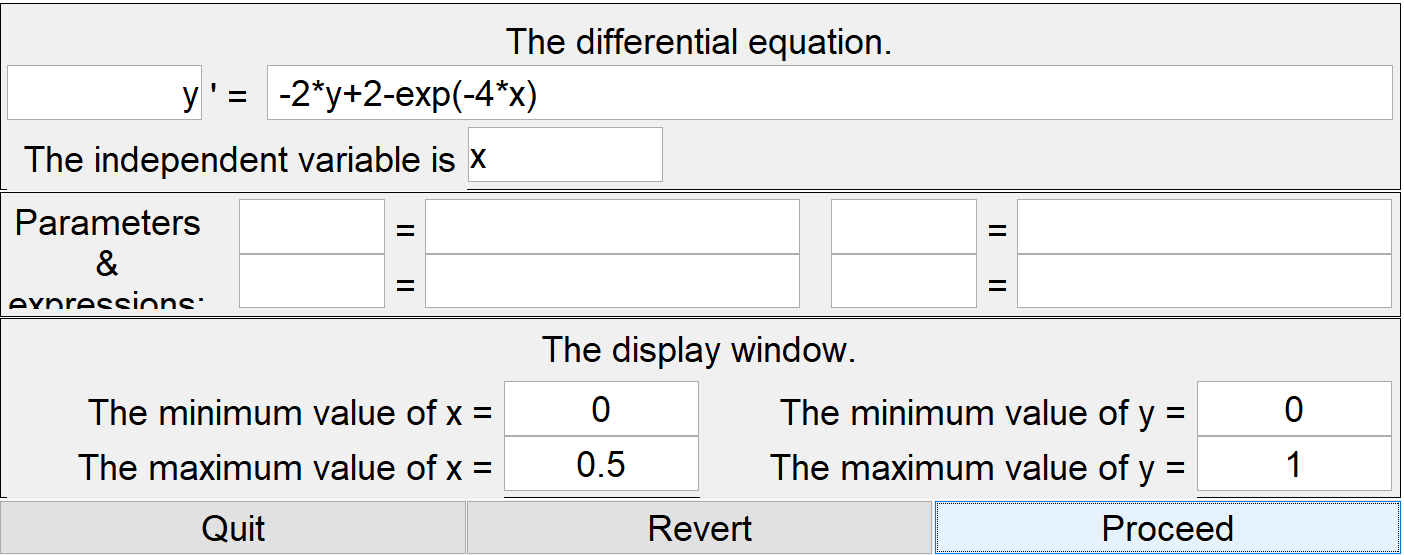 The differential equation.
y ' = -2*y+2-exp(-4*x)
The independent variable is x
Parameters = =
&
expressions: = =
The display window.
The minimum value of x = 0 The minimum value of y = 0
The maximum value of x = 0.5 The maximum value of y = 1
Quit Revert Proceed